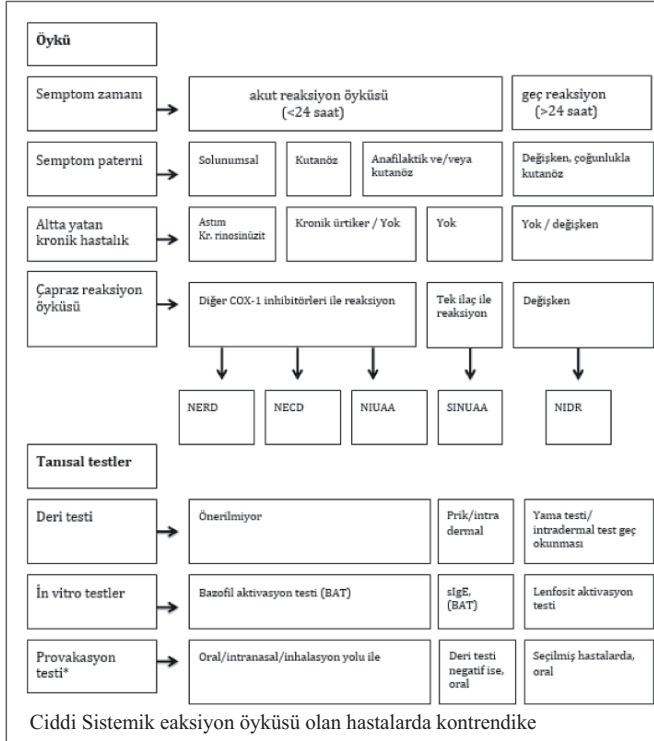 Öykü
Semptom zamanı
akut reaksiyon öyküsü
(<24 saat)
geç reaksiyon
(>24 saat)
Semptom paterni
Solunumsal
Kutanöz
Anafilaktik ve/veya
kutanöz
Değişken, çoğunlukla
kutanöz
Altta yatan
kronik hastalık
Astım
Kr. rinosinüzit
Kronik ürtiker / Yok
Yok
Yok / değişken
Çapraz reaksiyon
öyküsü
Diğer COX-1 inhibitörleri ile reaksiyon
Tek ilaç ile
reaksiyon
Değişken
NERD
NECD
NIUAA
SINUAA
NIDR
Tanısal testler
Deri testi
Önerilmiyor
Prik/intra
dermal
Yama testi/
intradermal test geç
okunması
İn vitro testler
Bazofil aktivasyon testi (BAT)
sIgE,
(BAT)
Lenfosit aktivasyon
testi
Provakasyon
testi*
Oral/intranasal/inhalasyon yolu ile
Deri testi
negatif ise,
oral
Seçilmiş hastalarda,
oral
Ciddi Sistemik eaksiyon öyküsü olan hastalarda kontrendike